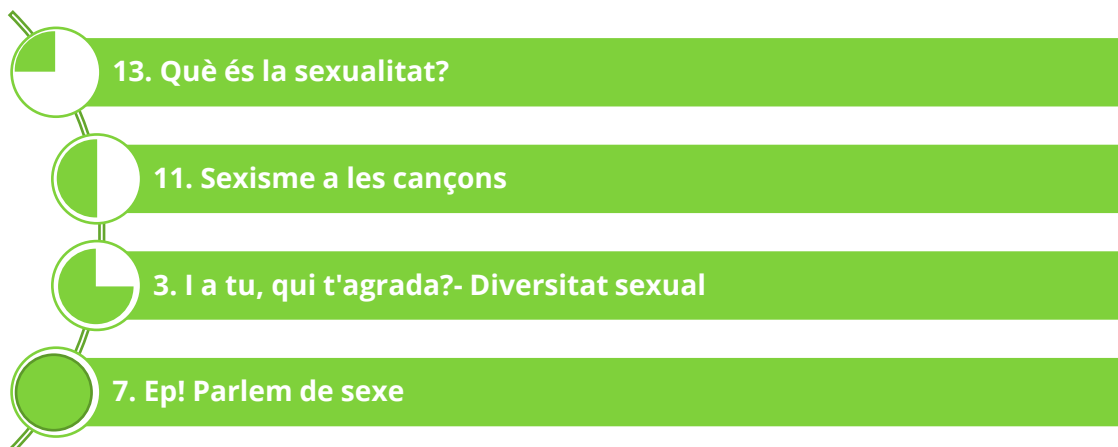 13. Què és la sexualitat?
11. Sexisme a les cançons
3. I a tu, qui t'agrada?- Diversitat sexual
7. Ep! Parlem de sexe